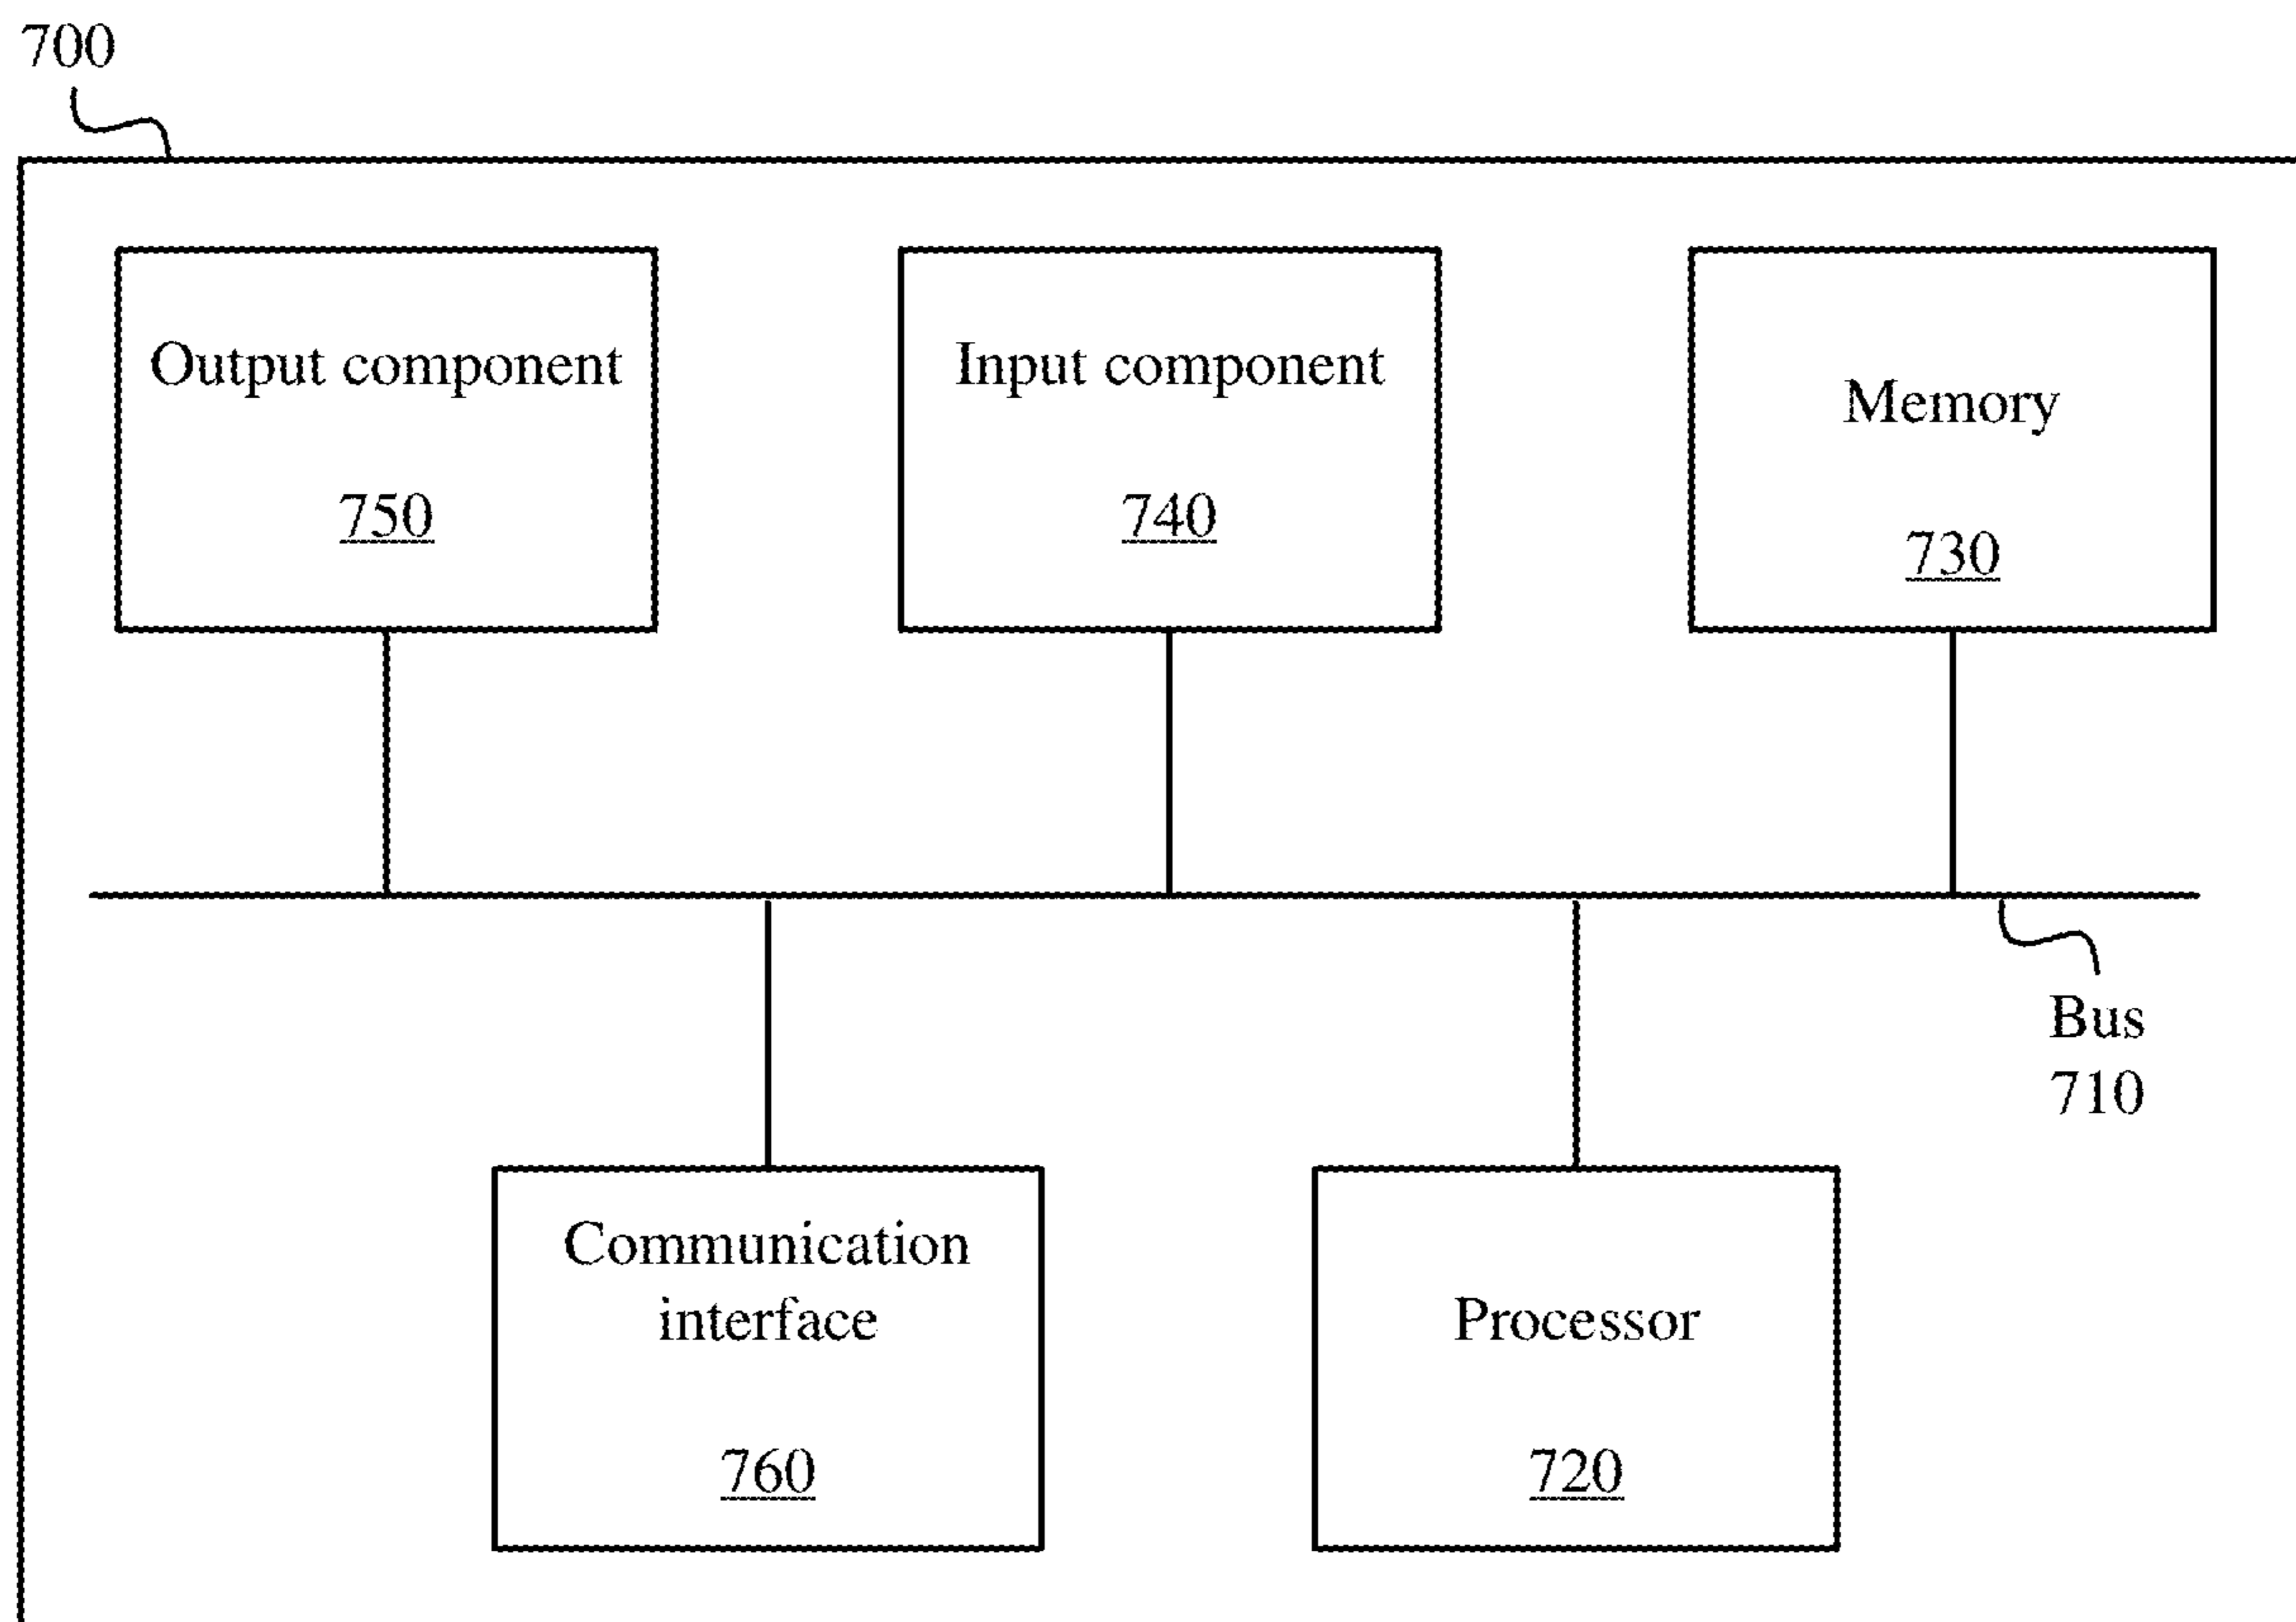 700
Output component
750
Input component
740
Memory
730
Bus
710
Communication
interface
760
Processor
720